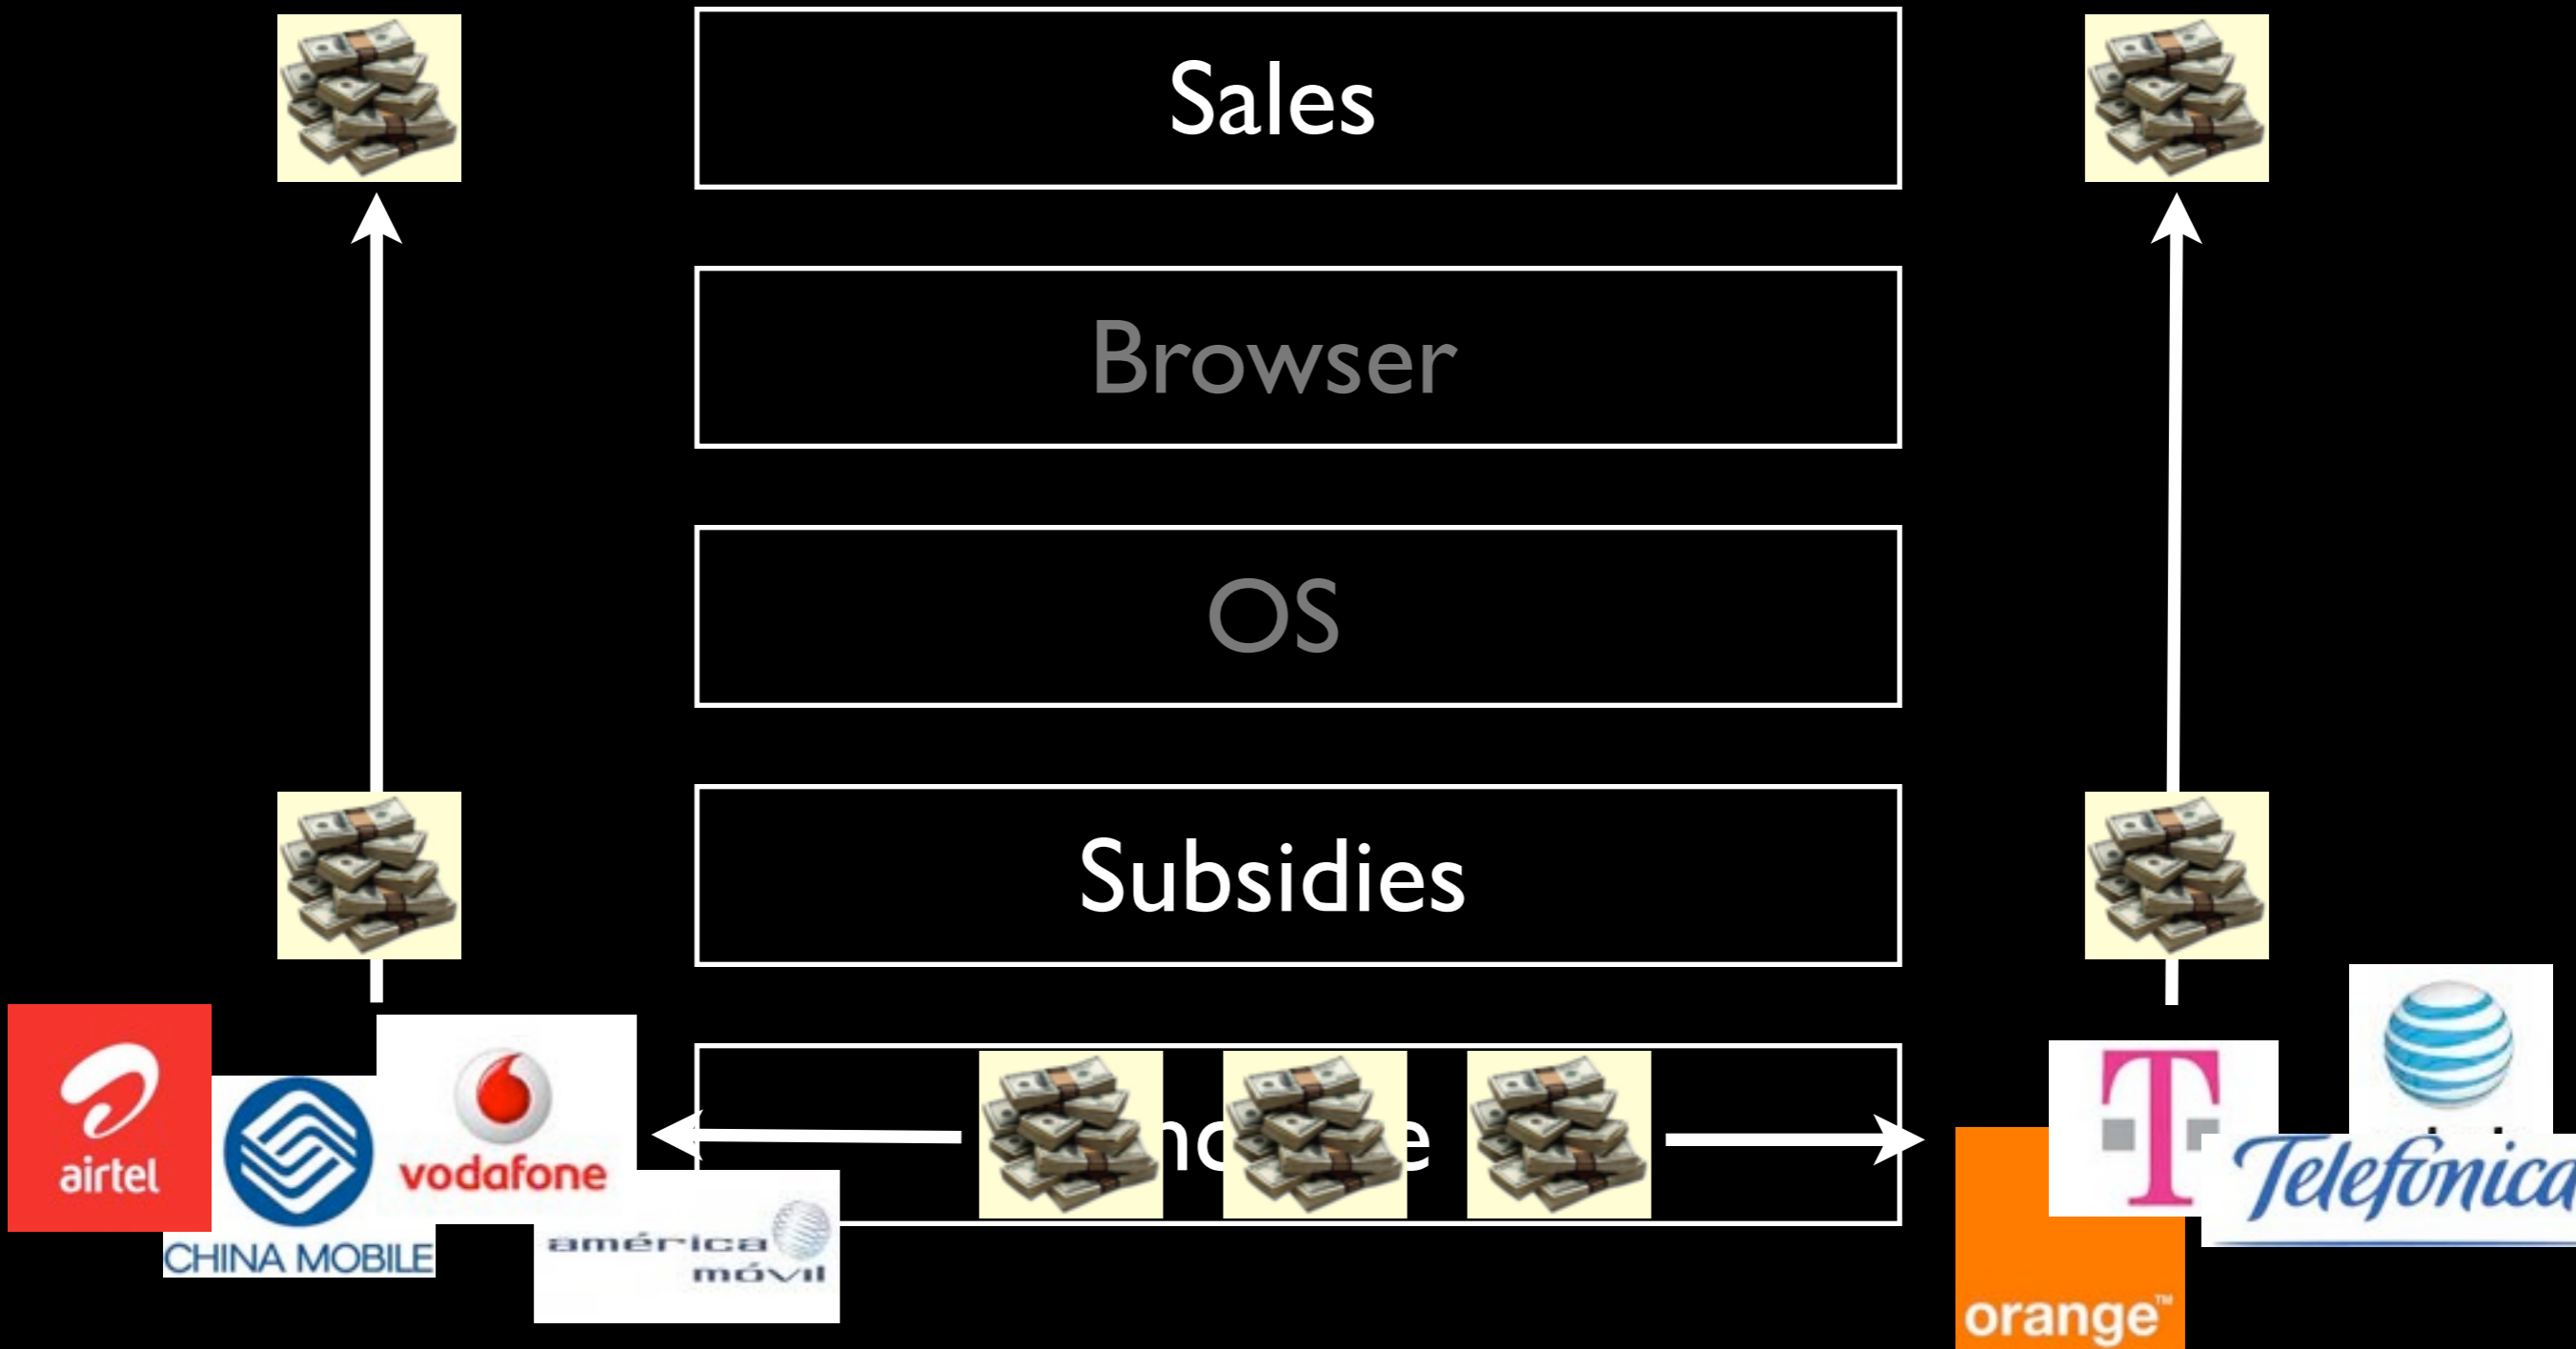 Sales
Browser
OS
Subsidies
airtel
CHINA MOBILE
vodafone
américa
móvil
T
Telefónica
orange™